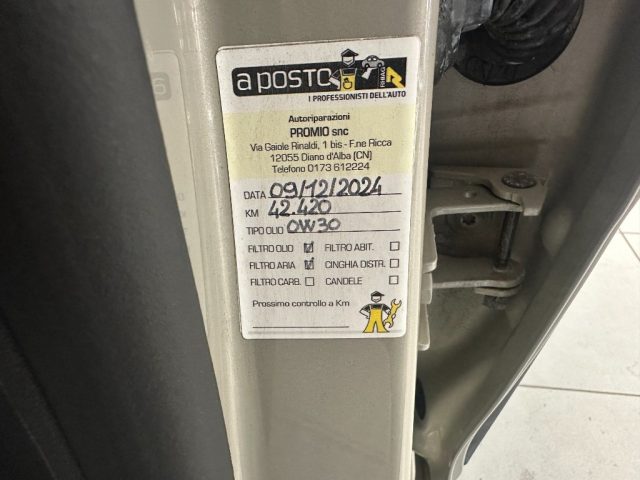 a POSTO
RHIAG
I PROFESSIONISTI DELL'AUTO
Autoriparazioni
PROMIO snc
Via Gaiole Rinaldi, 1 bis - F.ne Ricca
12055 Diano d'Alba (CN)
Telefono 0173 612224
DATA 09/12/2024
KM 42.420
TIPO OLIO 0W30
FILTRO OLIO FILTRO ABIT.
FILTRO ARIA CINGHIA DISTR.
FILTRO CARB. CANDELE
Prossimo controllo a Km